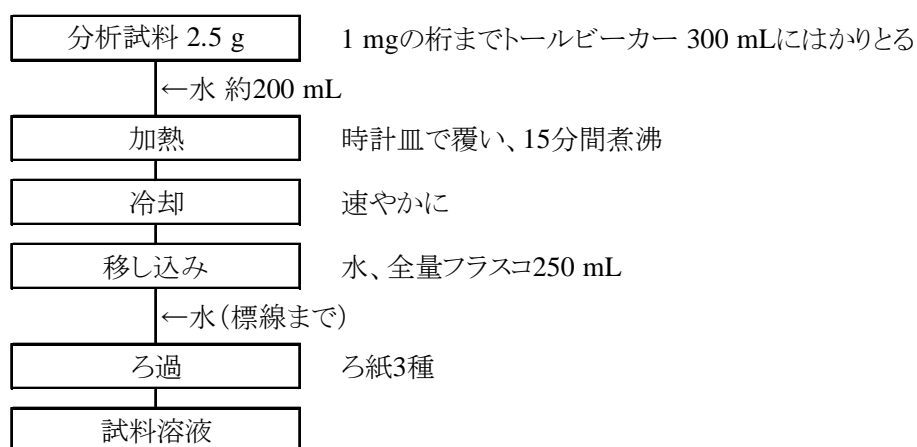 分析試料 2.5 g 1 mgの桁までトールビーカー 300 mLにはかりとる
←水 約200 mL
加熱 時計皿で覆い、15分間煮沸
冷却 速やかに
移し込み 水、全量フラスコ250 mL
←水（標線まで）
ろ過 ろ紙3種
試料溶液